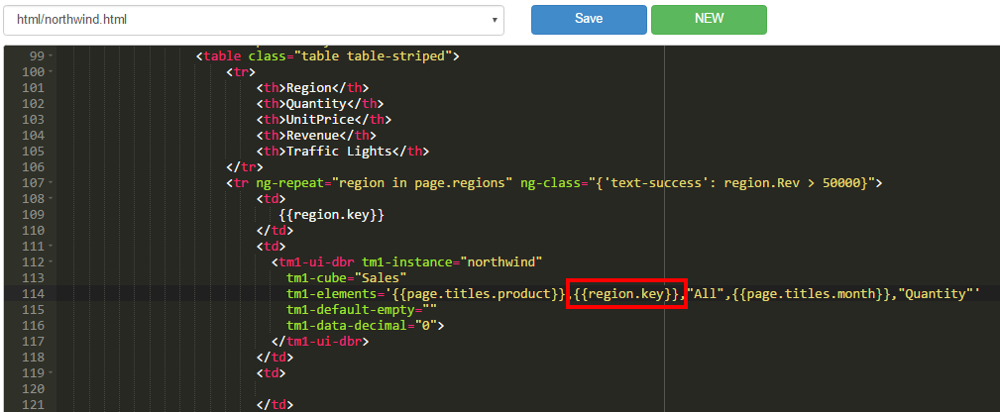 html/northwind.html Save NEW
99 <table class="table table-striped">
100 <tr>
101 <th>Region</th>
102 <th>Quantity</th>
103 <th>UnitPrice</th>
104 <th>Revenue</th>
105 <th>Traffic Lights</th>
106 </tr>
107 <tr ng-repeat="region in page.regions" ng-class="{'text-success': region.Rev > 50000}">
108 <td>
109 {{region.key}}
110 </td>
111 <td>
112 <tm1-ui-dbr tm1-instance="northwind"
113 tm1-cube="Sales"
114 tm1-elements='{{page.titles.product}},{{region.key}},"All",{{page.titles.month}},"Quantity"'
115 tm1-default-empty=""
116 tm1-data-decimal="0">
117 </tm1-ui-dbr>
118 </td>
119 <td>
120
121 </td>